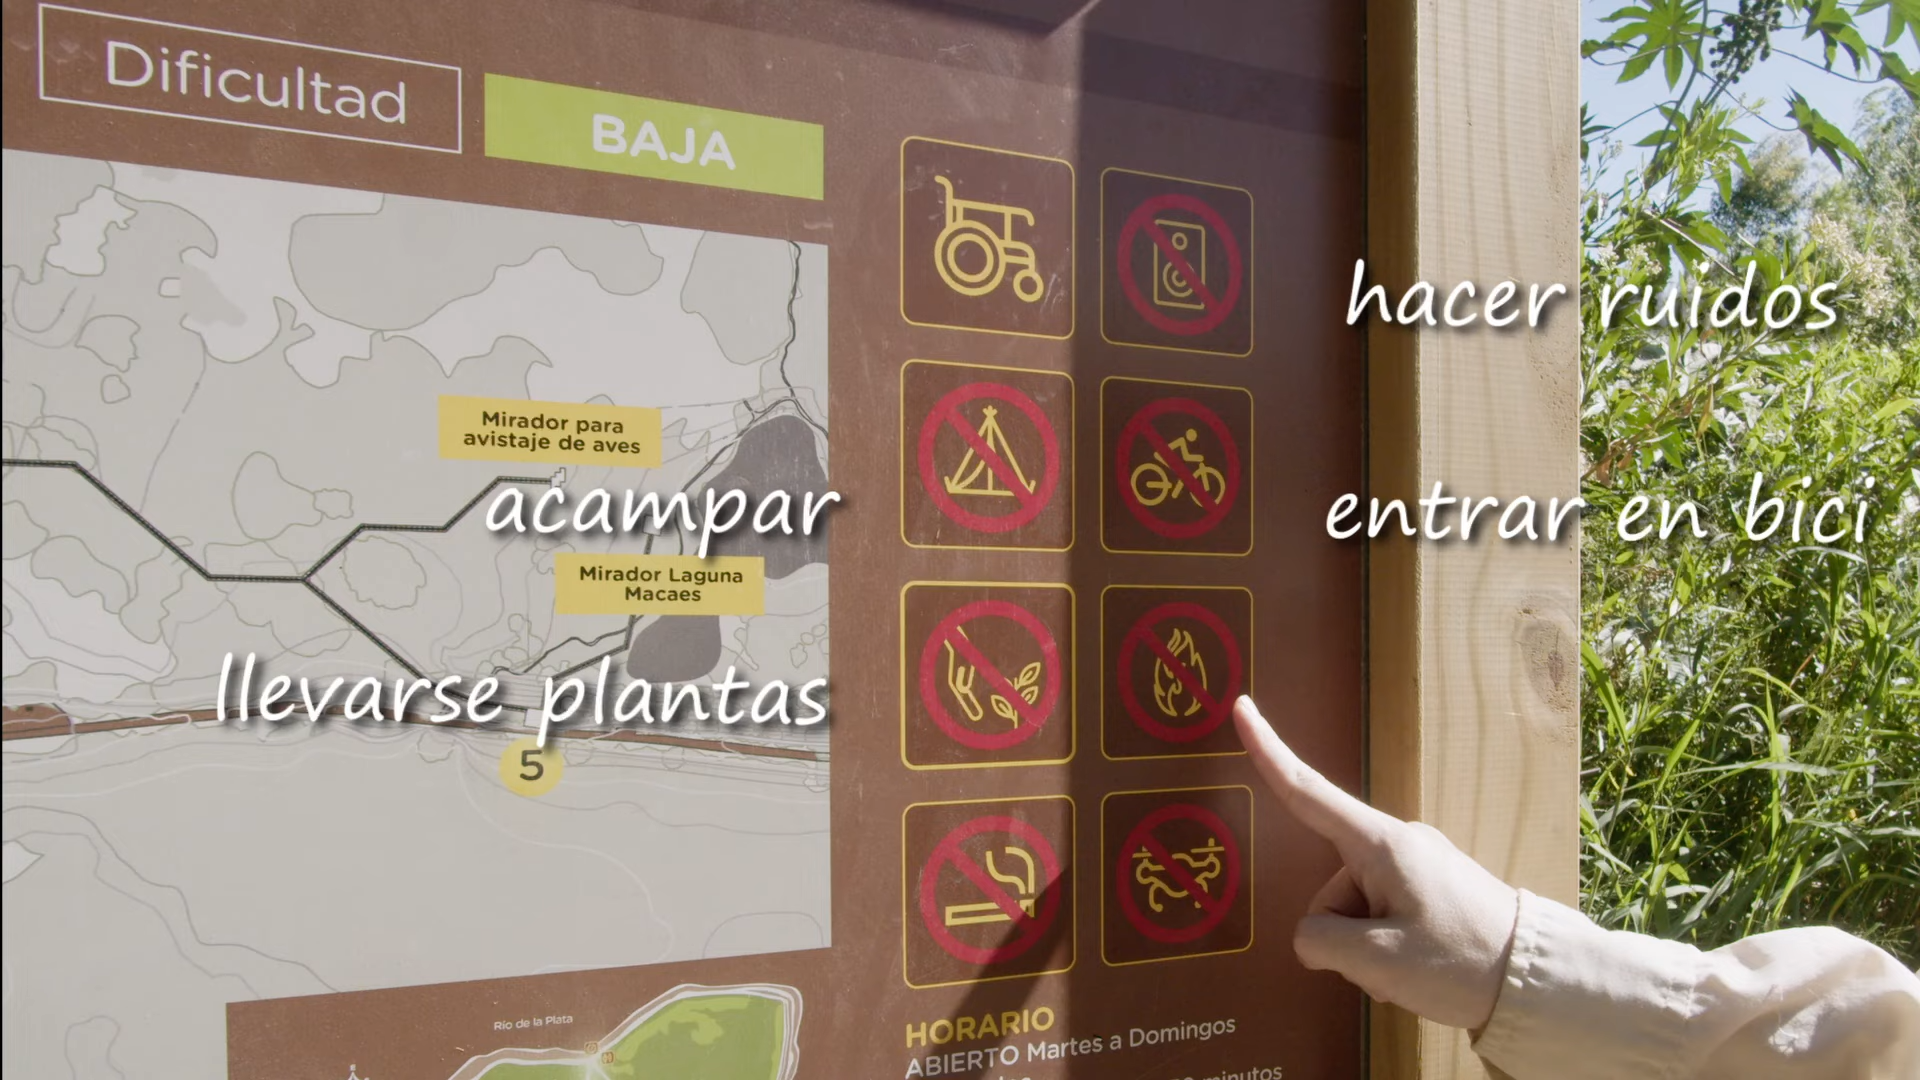 Dificultad
BAJA
Mirador para
avistaje de aves
Mirador Laguna
Macaes
5
Río de la Plata
hacer ruidos
acampar
entrar en bici
llevarse plantas
HORARIO
ABIERTO Martes a Domingos
minutos